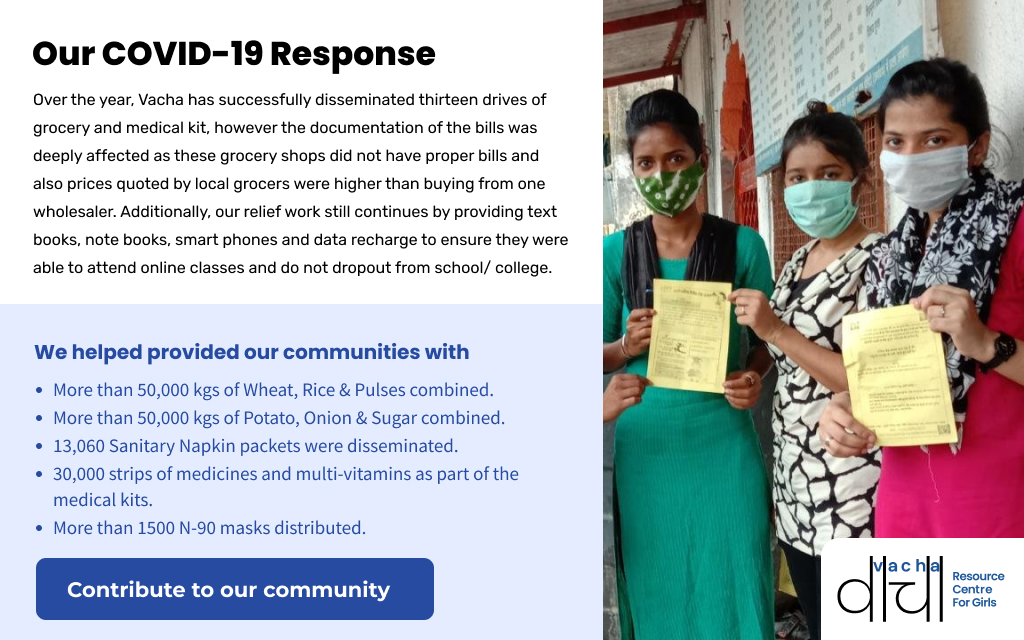 Our COVID-19 Response
Over the year, Vacha has successfully disseminated thirteen drives of
grocery and medical kit, however the documentation of the bills was
deeply affected as these grocery shops did not have proper bills and
also prices quoted by local grocers were higher than buying from one
wholesaler. Additionally, our relief work still continues by providing text
books, note books, smart phones and data recharge to ensure they were
able to attend online classes and do not dropout from school/ college.
We helped provided our communities with
• More than 50,000 kgs of Wheat, Rice & Pulses combined.
• More than 50,000 kgs of Potato, Onion & Sugar combined.
• 13,060 Sanitary Napkin packets were disseminated.
• 30,000 strips of medicines and multi-vitamins as part of the
medical kits.
• More than 1500 N-90 masks distributed.
Contribute to our community
vacha
वाचा
Resource
Centre
For Girls